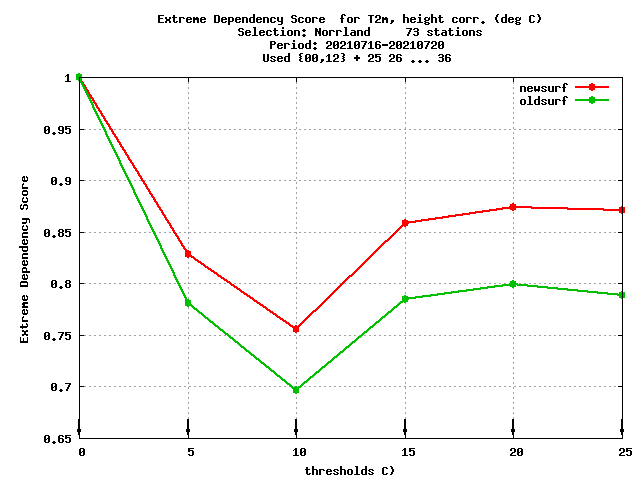 Extreme Dependency Score  for T2m, height corr. (deg C)
Selection: Norrland     73 stations
Period: 20210716-20210720
Used {00,12} + 25 26 ... 36
newsurf
oldsurf
Extreme Dependency Score
1
0.95
0.9
0.85
0.8
0.75
0.7
0.65
0 5 10 15 20 25
thresholds C)